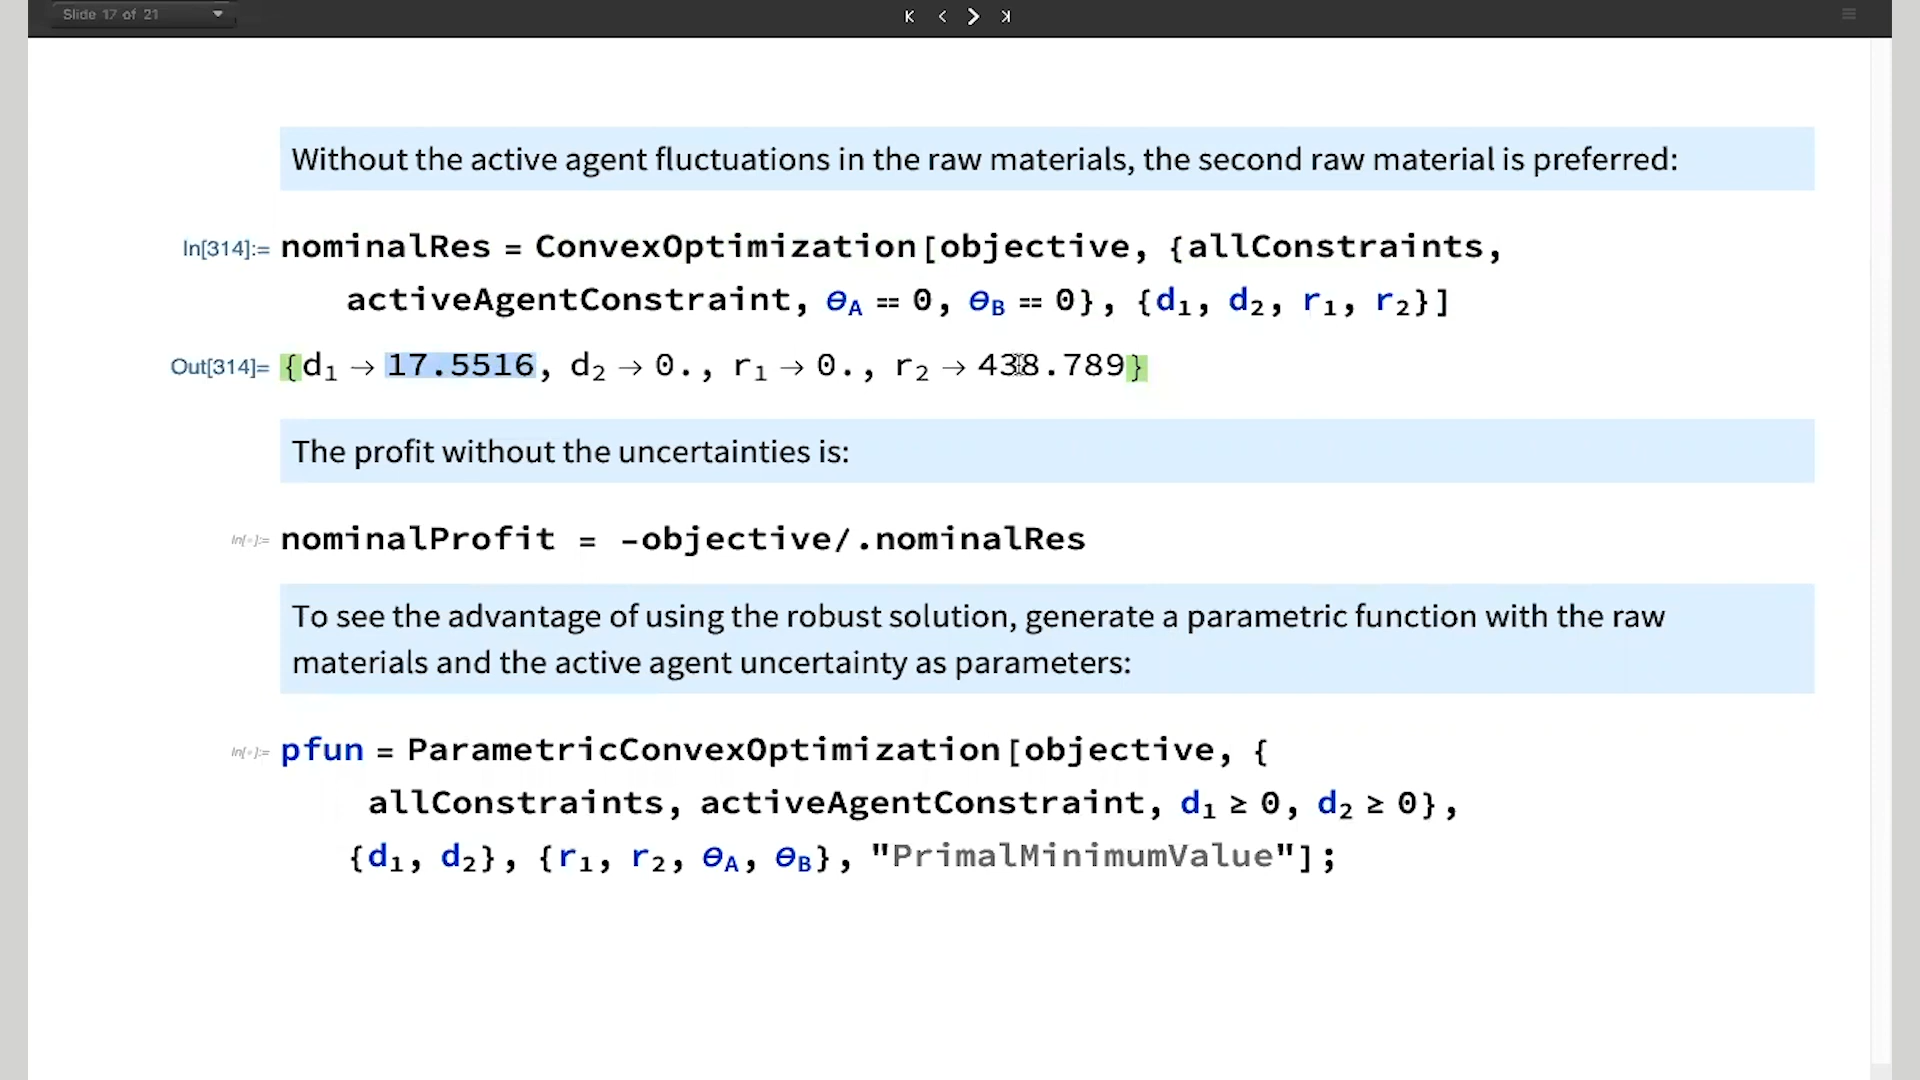 Slide 17 of 21
Without the active agent fluctuations in the raw materials, the second raw material is preferred:
In[314]:= nominalRes = ConvexOptimization[objective, {allConstraints,
activeAgentConstraint, θA == 0, θB == 0}, {d1, d2, r1, r2}]
Out[314]= {d1 → 17.5516, d2 → 0., r1 → 0., r2 → 438.789}
The profit without the uncertainties is:
In[◦]:= nominalProfit = -objective/.nominalRes
To see the advantage of using the robust solution, generate a parametric function with the raw
materials and the active agent uncertainty as parameters:
In[◦]:= pfun = ParametricConvexOptimization[objective, {
allConstraints, activeAgentConstraint, d1 ≥ 0, d2 ≥ 0},
{d1, d2}, {r1, r2, θA, θB}, "PrimalMinimumValue"];